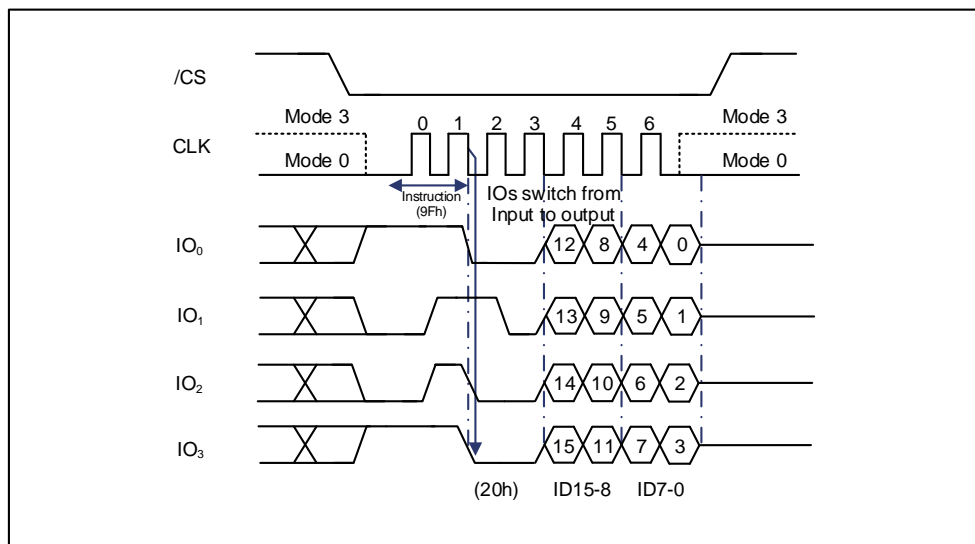 /CS
Mode 3
Mode 3
CLK
0 1 2 3 4 5 6
Mode 0
Mode 0
Instruction
(9Fh)
IOs switch from
Input to output
IO0
12 8 4 0
IO1
13 9 5 1
IO2
14 10 6 2
IO3
15 11 7 3
(20h) ID15-8 ID7-0